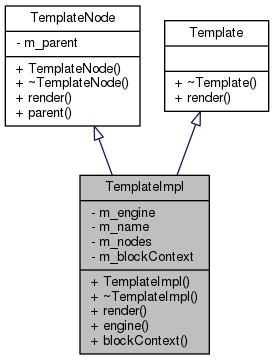 TemplateNode
- m_parent
+ TemplateNode()
+ ~TemplateNode()
+ render()
+ parent()
Template
+ ~Template()
+ render()
TemplateImpl
- m_engine
- m_name
- m_nodes
- m_blockContext
+ TemplateImpl()
+ ~TemplateImpl()
+ render()
+ engine()
+ blockContext()